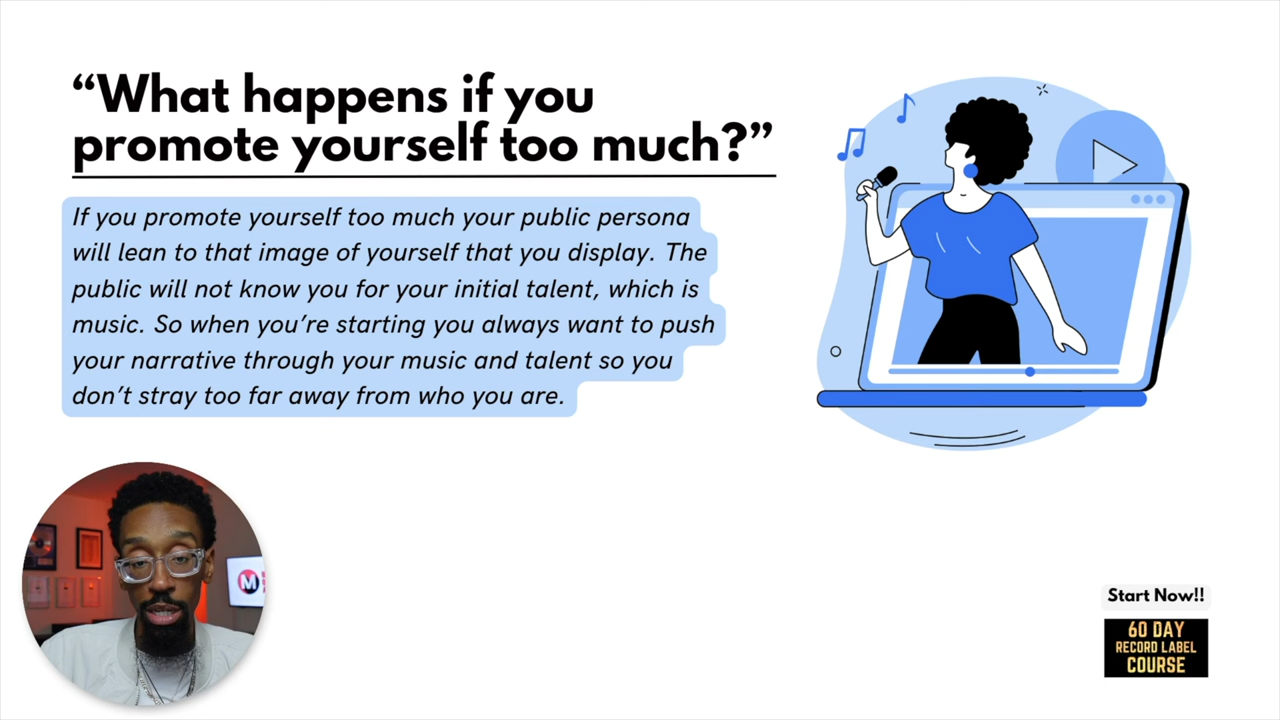 “What happens if you
promote yourself too much?”
If you promote yourself too much your public persona
will lean to that image of yourself that you display. The
public will not know you for your initial talent, which is
music. So when you’re starting you always want to push
your narrative through your music and talent so you
don’t stray too far away from who you are.
M
Start Now!!
60 DAY
RECORD LABEL
COURSE